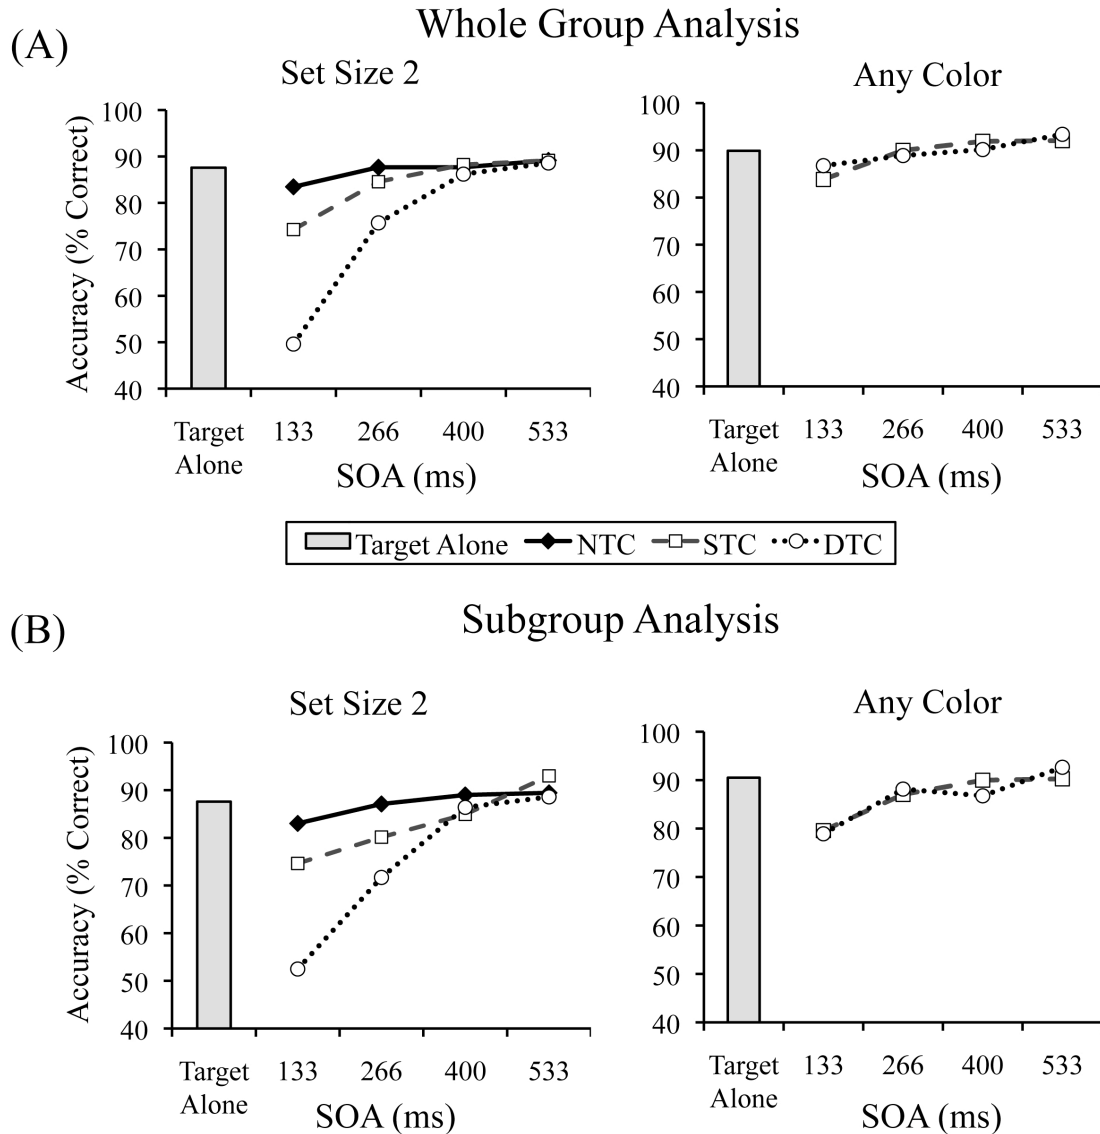 (A)
Whole Group Analysis
Set Size 2
Accuracy (% Correct)
100
90
80
70
60
50
40
Target Alone
133
266
400
533
SOA (ms)
Any Color
100
90
80
70
60
50
40
Target Alone
133
266
400
533
SOA (ms)
Target Alone NTC STC DTC
(B)
Subgroup Analysis
Set Size 2
Accuracy (% Correct)
100
90
80
70
60
50
40
Target Alone
133
266
400
533
SOA (ms)
Any Color
100
90
80
70
60
50
40
Target Alone
133
266
400
533
SOA (ms)